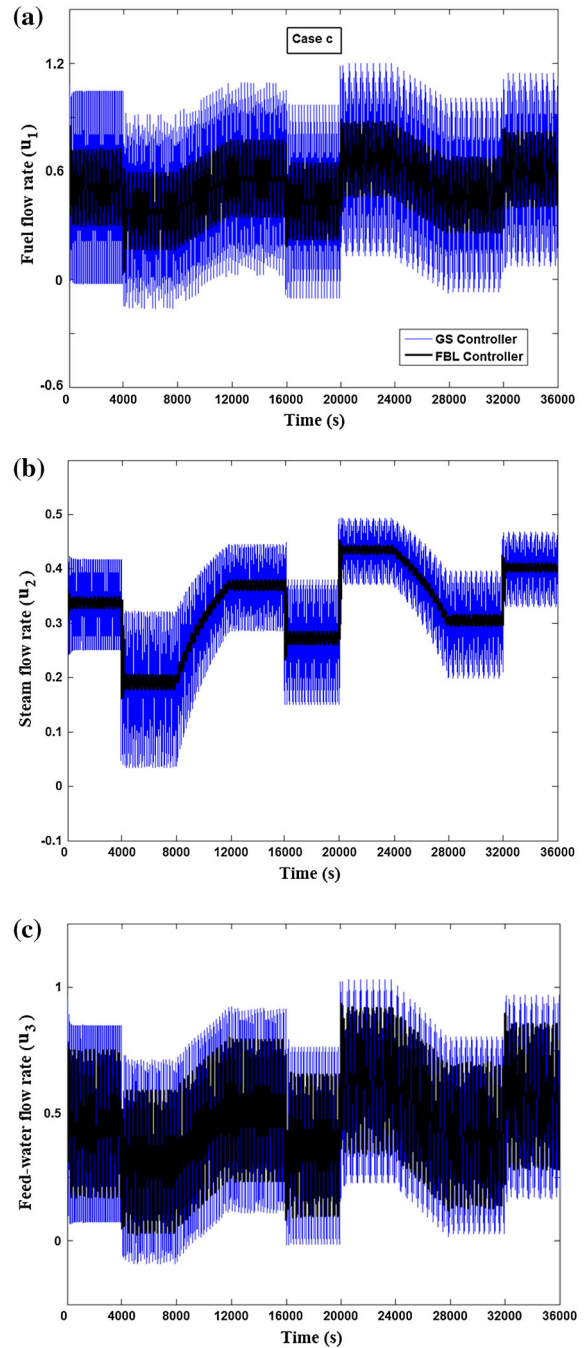 (a)
Case c
1.2
0.6
0
-0.6
Fuel flow rate (u1)
GS Controller
FBL Controller
0 4000 8000 12000 16000 20000 24000 28000 32000 36000
Time (s)
(b)
0.5
0.4
0.3
0.2
0.1
0
-0.1
Steam flow rate (u2)
0 4000 8000 12000 16000 20000 24000 28000 32000 36000
Time (s)
(c)
1
0.5
0
Feed-water flow rate (u3)
0 4000 8000 12000 16000 20000 24000 28000 32000 36000
Time (s)